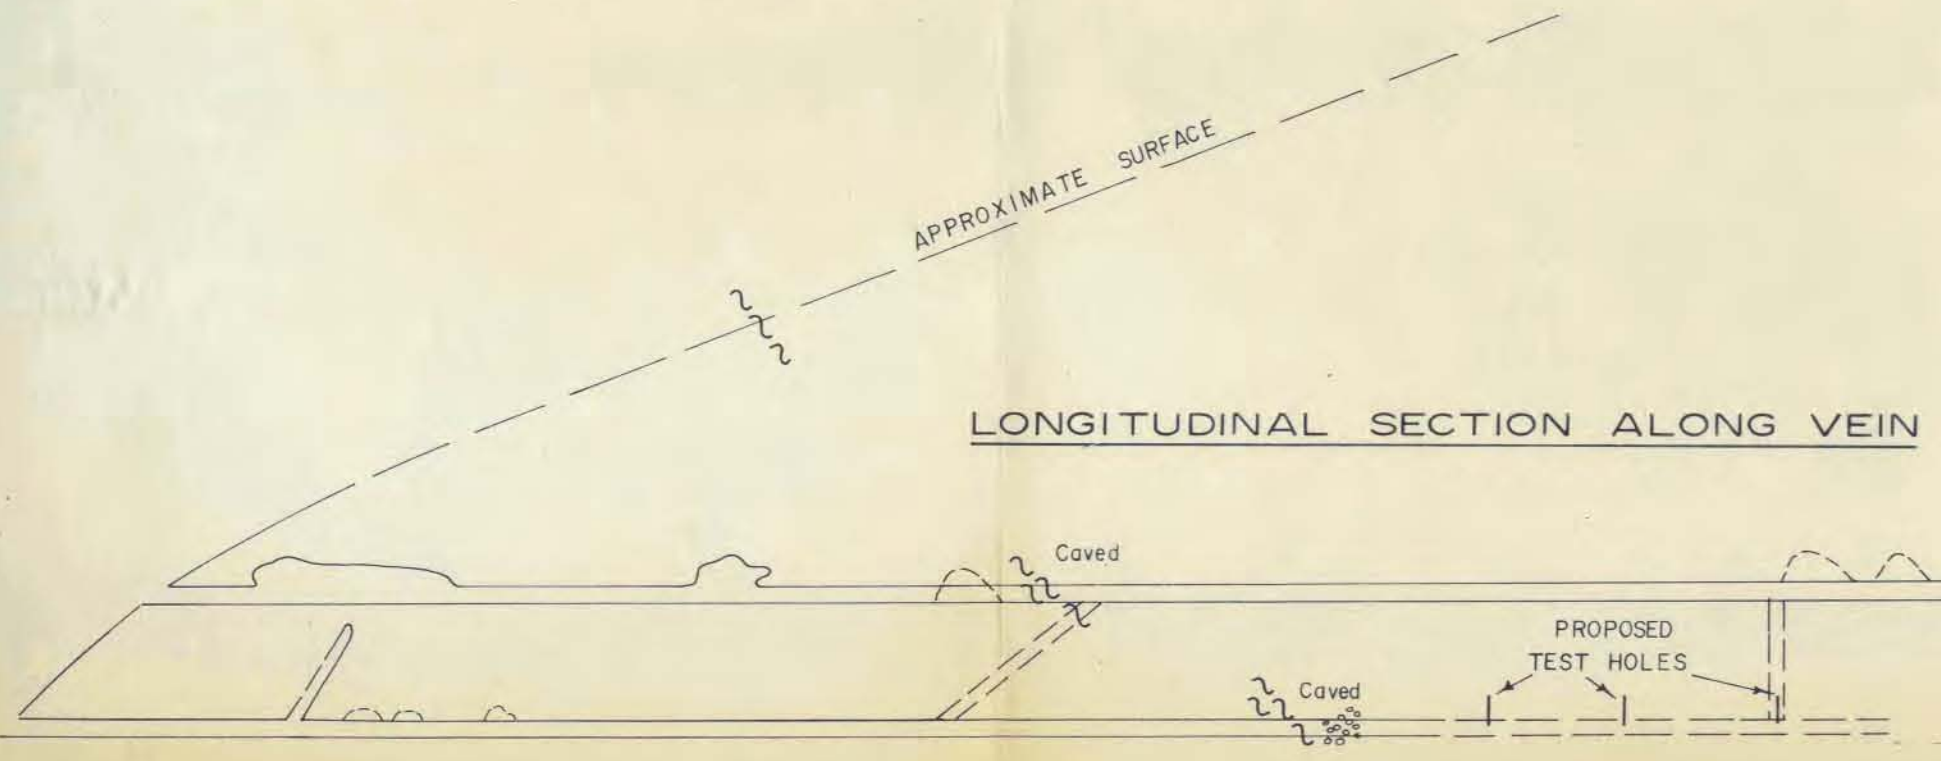 APPROXIMATE SURFACE
LONGITUDINAL SECTION ALONG VEIN
Caved
PROPOSED
TEST HOLES
Caved